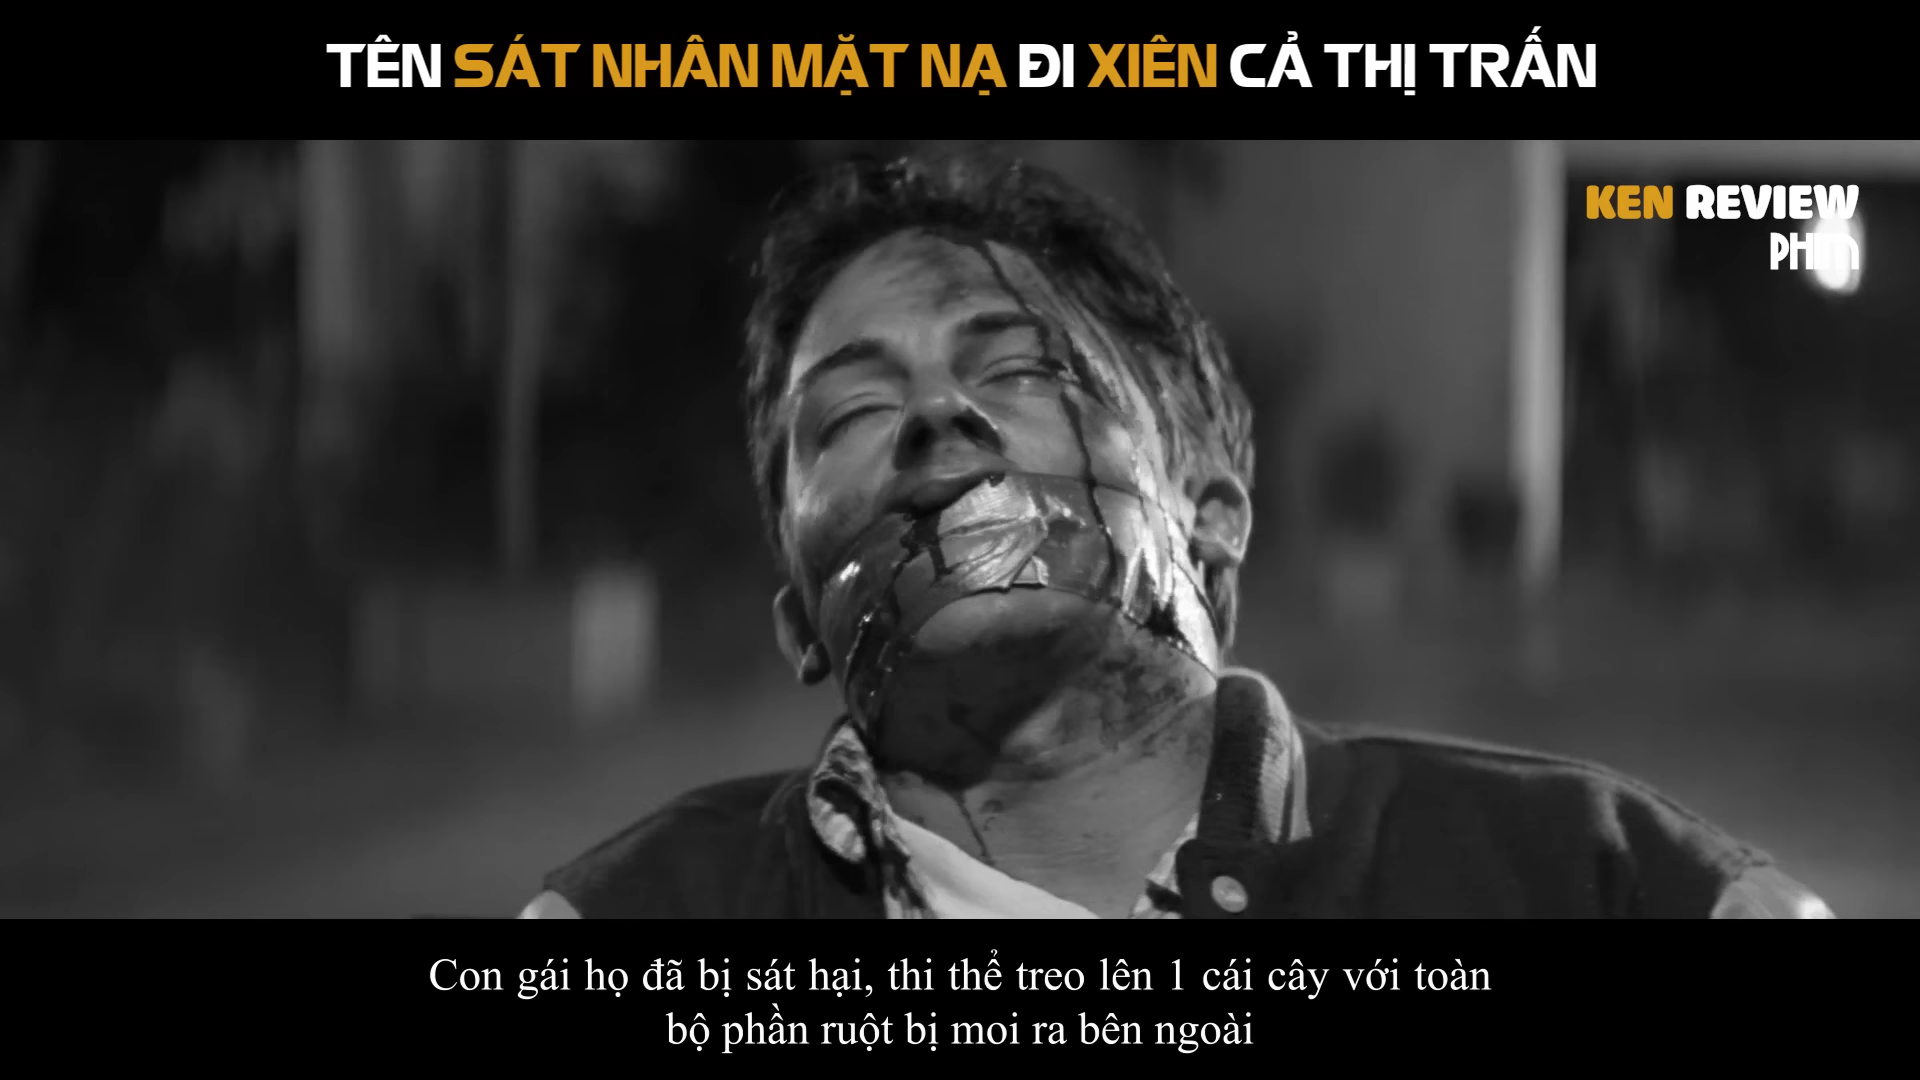 TÊN SÁT NHÂN MẶT NẠ ĐI XIÊN CẢ THỊ TRẤN
KEN REVIEW
PHIM
Con gái họ đã bị sát hại, thi thể treo lên 1 cái cây với toàn
bộ phần ruột bị moi ra bên ngoài